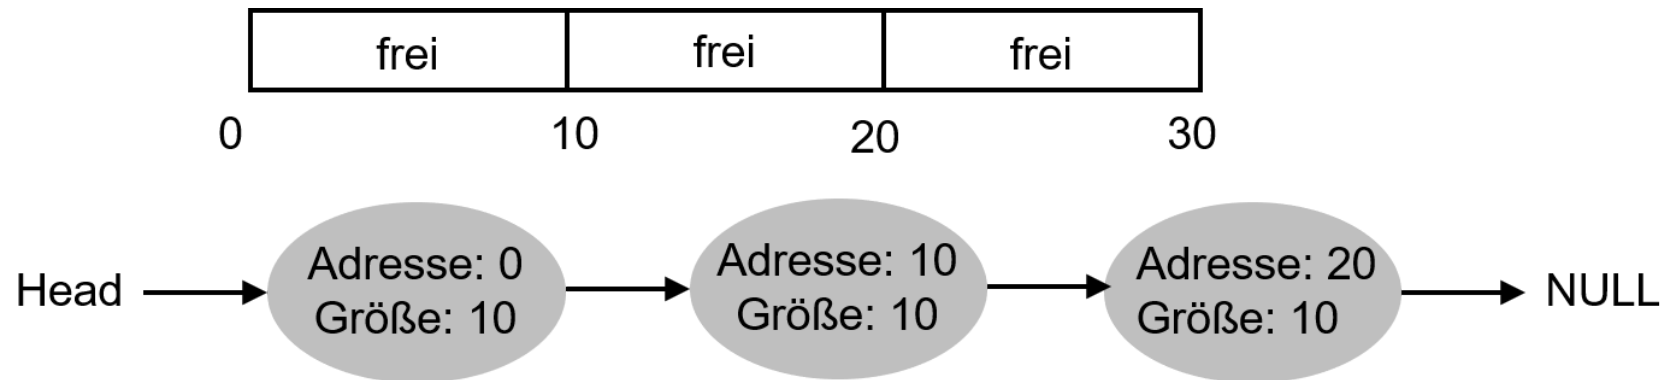 frei frei frei
0 10 20 30
Head Adresse: 0 Adresse: 10 Adresse: 20 NULL
Größe: 10 Größe: 10 Größe: 10